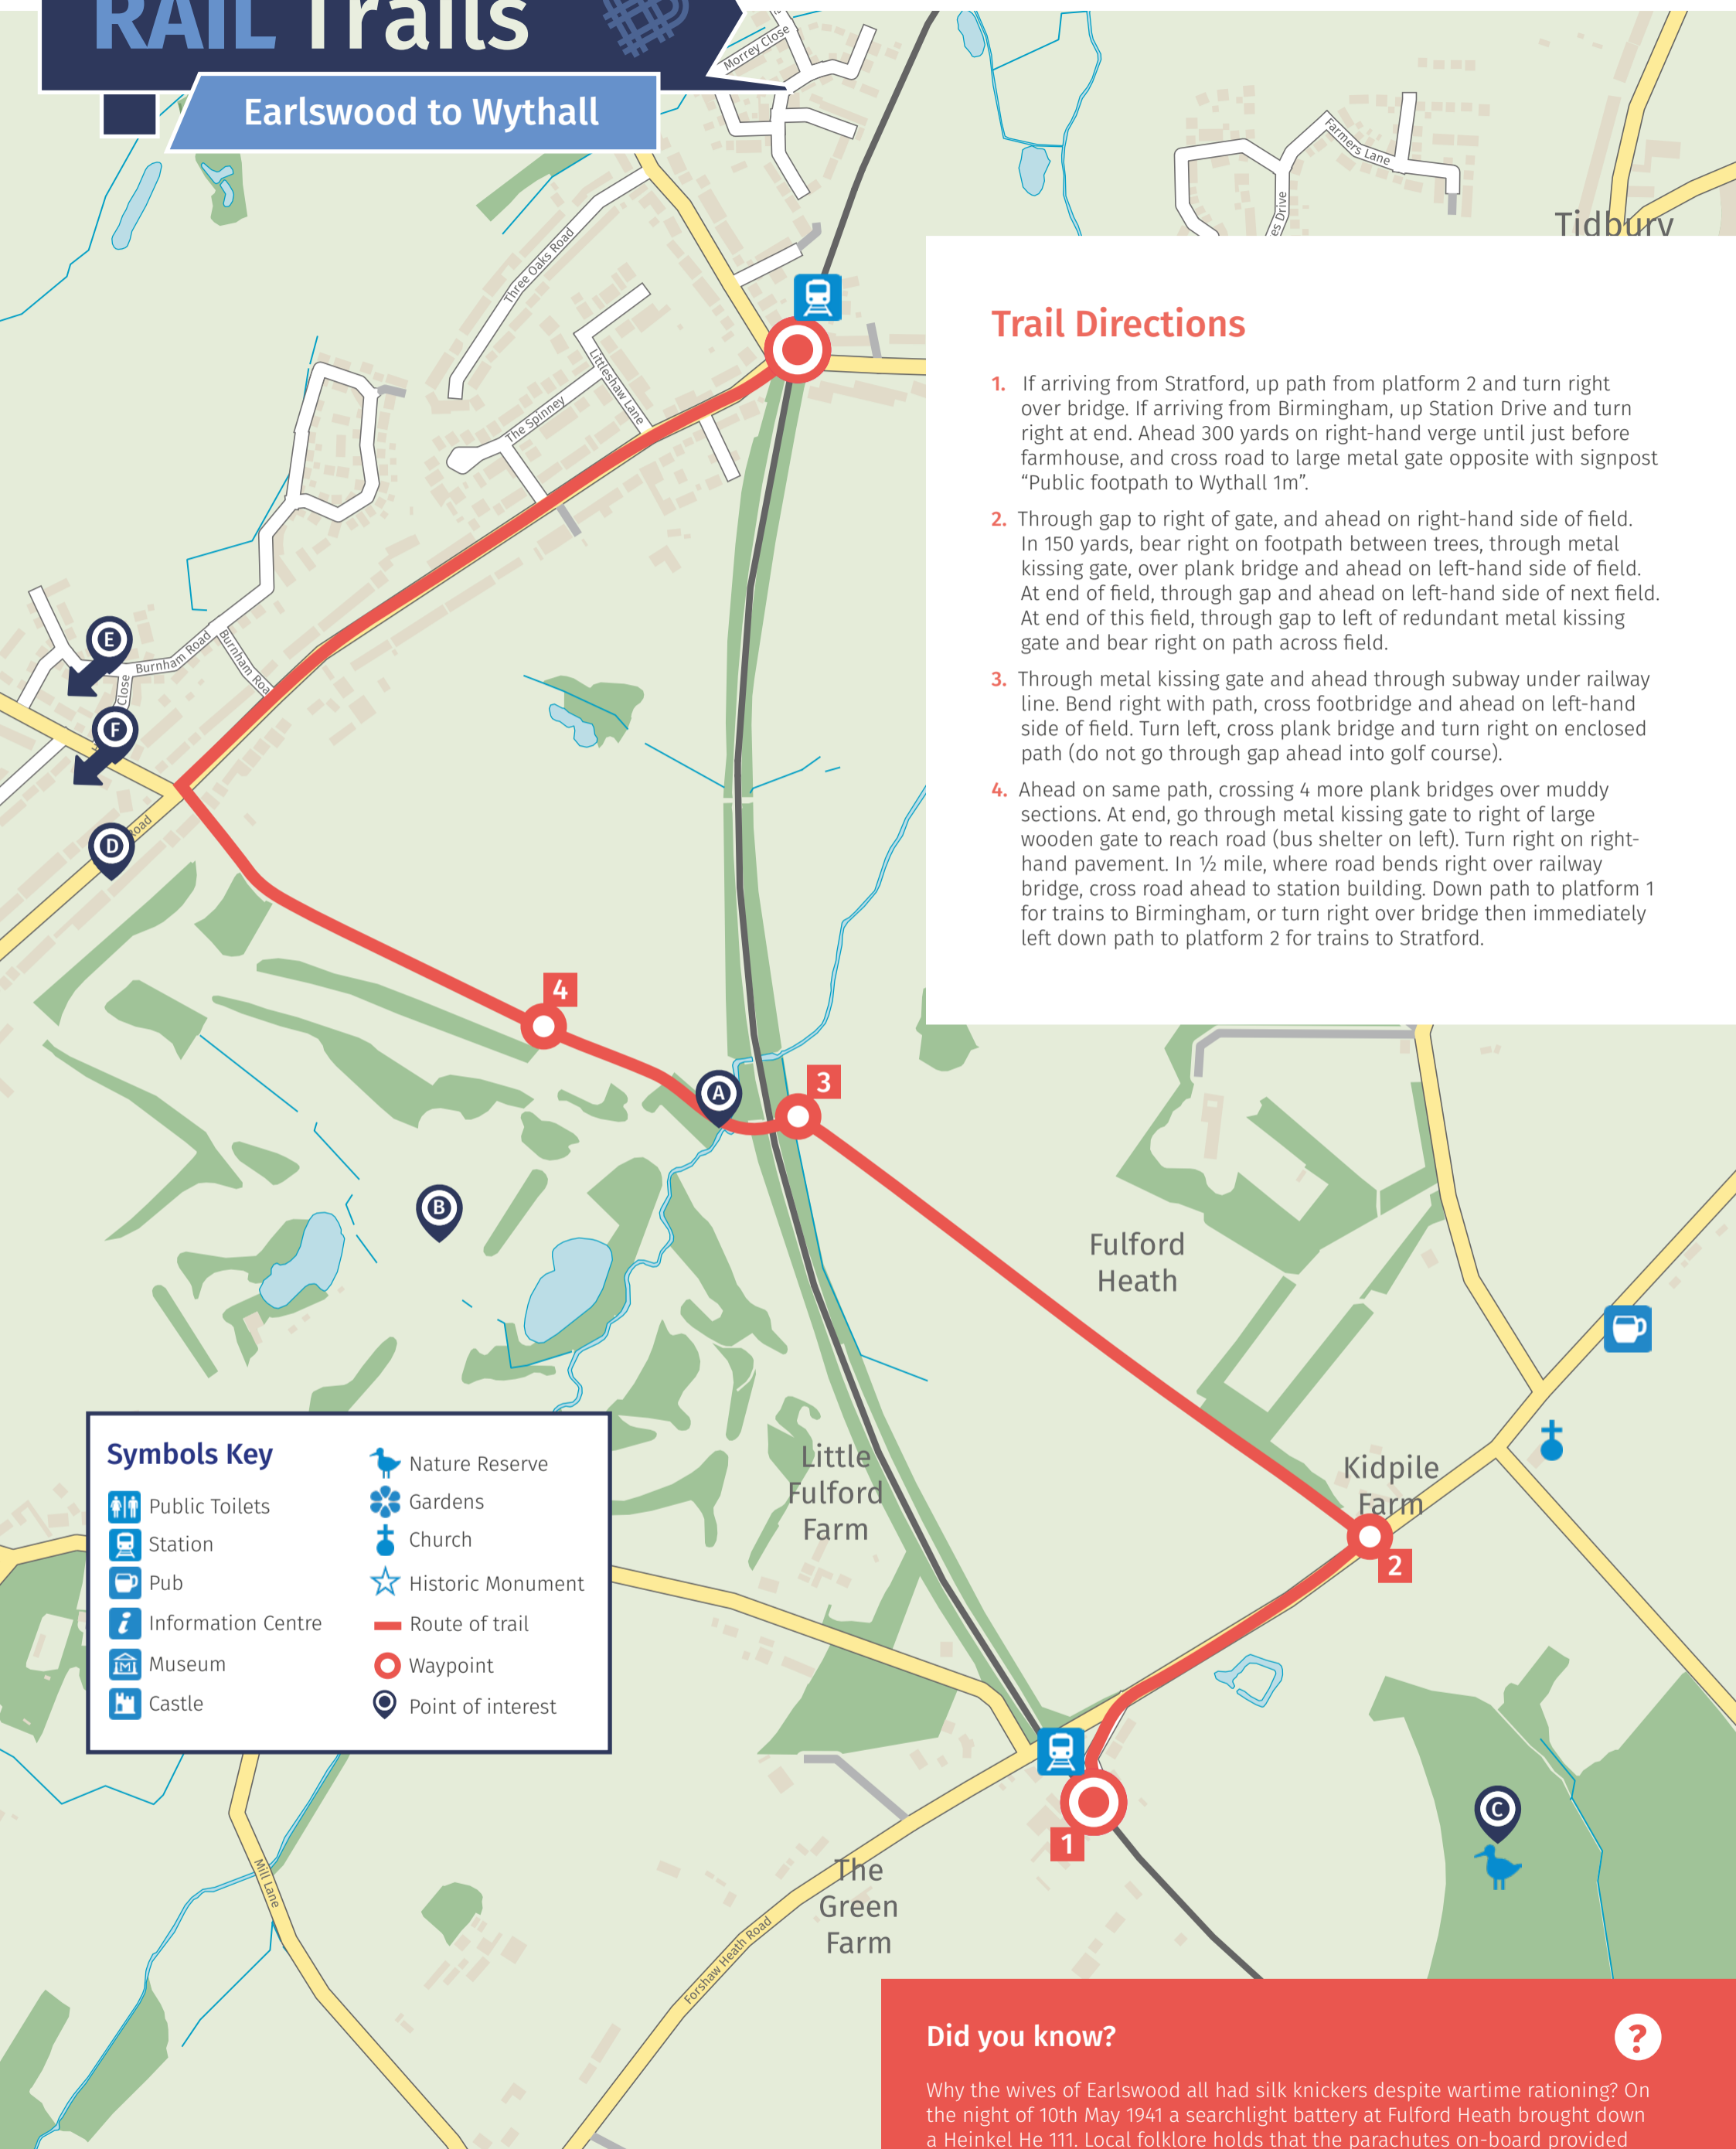 RAIL Trails
Earlswood to Wythall
Morrey Close
Farmers Lane
es Drive
Tidbury
Three Oaks Road
Littleshaw Lane
The Spinney
Burnham Road
Burnham Roa
Close
Road
E
F
D
Trail Directions
1. If arriving from Stratford, up path from platform 2 and turn right
over bridge. If arriving from Birmingham, up Station Drive and turn
right at end. Ahead 300 yards on right-hand verge until just before
farmhouse, and cross road to large metal gate opposite with signpost
“Public footpath to Wythall 1m”.
2. Through gap to right of gate, and ahead on right-hand side of field.
In 150 yards, bear right on footpath between trees, through metal
kissing gate, over plank bridge and ahead on left-hand side of field.
At end of field, through gap and ahead on left-hand side of next field.
At end of this field, through gap to left of redundant metal kissing
gate and bear right on path across field.
3. Through metal kissing gate and ahead through subway under railway
line. Bend right with path, cross footbridge and ahead on left-hand
side of field. Turn left, cross plank bridge and turn right on enclosed
path (do not go through gap ahead into golf course).
4. Ahead on same path, crossing 4 more plank bridges over muddy
sections. At end, go through metal kissing gate to right of large
wooden gate to reach road (bus shelter on left). Turn right on right-
hand pavement. In ½ mile, where road bends right over railway
bridge, cross road ahead to station building. Down path to platform 1
for trains to Birmingham, or turn right over bridge then immediately
left down path to platform 2 for trains to Stratford.
4
3
A
B
Fulford
Heath
Little
Fulford
Farm
Kidpile
Farm
2
Symbols Key
Public Toilets
Station
Pub
Information Centre
Museum
Castle
Nature Reserve
Gardens
Church
Historic Monument
Route of trail
Waypoint
Point of interest
1
C
The
Green
Farm
Mill Lane
Forshaw Heath Road
Did you know?
?
Why the wives of Earlswood all had silk knickers despite wartime rationing? On
the night of 10th May 1941 a searchlight battery at Fulford Heath brought down
a Heinkel He 111. Local folklore holds that the parachutes on-board provided